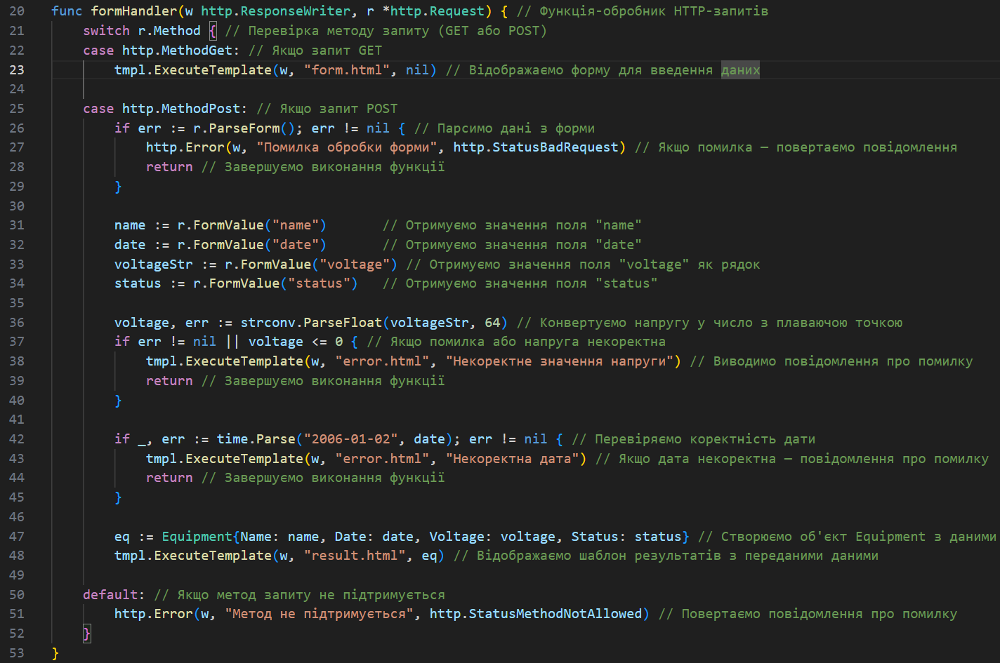 20 func formHandler(w http.ResponseWriter, r *http.Request) { // Функція-обробник HTTP-запитів
21     switch r.Method { // Перевірка методу запиту (GET або POST)
22     case http.MethodGet: // Якщо запит GET
23         tmpl.ExecuteTemplate(w, "form.html", nil) // Відображаємо форму для введення даних
24
25     case http.MethodPost: // Якщо запит POST
26         if err := r.ParseForm(); err != nil { // Парсимо дані з форми
27             http.Error(w, "Помилка обробки форми", http.StatusBadRequest) // Якщо помилка — повертаємо повідомлення
28             return // Завершуємо виконання функції
29         }
30
31         name := r.FormValue("name")       // Отримуємо значення поля "name"
32         date := r.FormValue("date")       // Отримуємо значення поля "date"
33         voltageStr := r.FormValue("voltage") // Отримуємо значення поля "voltage" як рядок
34         status := r.FormValue("status")   // Отримуємо значення поля "status"
35
36         voltage, err := strconv.ParseFloat(voltageStr, 64) // Конвертуємо напругу у число з плаваючою точкою
37         if err != nil || voltage <= 0 { // Якщо помилка або напруга некоректна
38             tmpl.ExecuteTemplate(w, "error.html", "Некоректне значення напруги") // Виводимо повідомлення про помилку
39             return // Завершуємо виконання функції
40         }
41
42         if _, err := time.Parse("2006-01-02", date); err != nil { // Перевіряємо коректність дати
43             tmpl.ExecuteTemplate(w, "error.html", "Некоректна дата") // Якщо дата некоректна — повідомлення про помилку
44             return // Завершуємо виконання функції
45         }
46
47         eq := Equipment{Name: name, Date: date, Voltage: voltage, Status: status} // Створюємо об'єкт Equipment з даними
48         tmpl.ExecuteTemplate(w, "result.html", eq) // Відображаємо шаблон результатів з переданими даними
49
50     default: // Якщо метод запиту не підтримується
51         http.Error(w, "Метод не підтримується", http.StatusMethodNotAllowed) // Повертаємо повідомлення про помилку
52     }
53 }